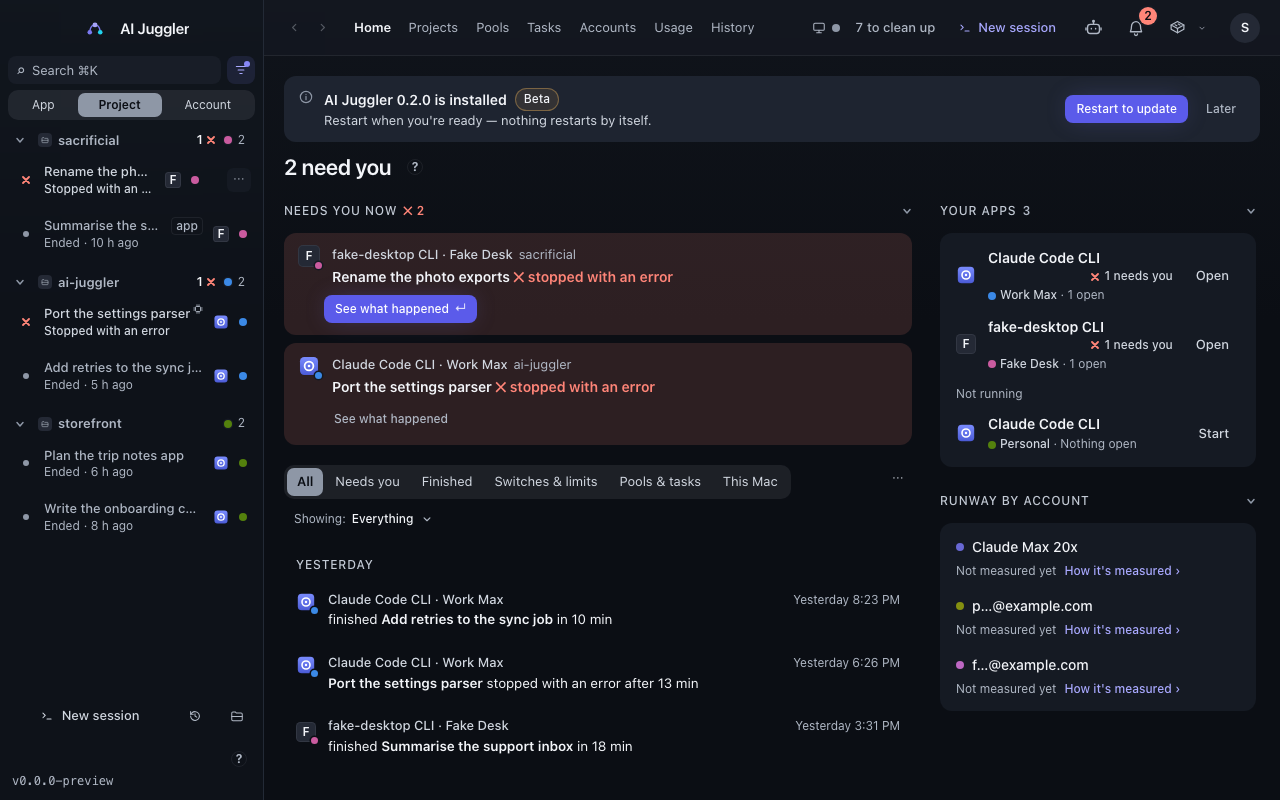 AI Juggler
Search ⌘K
App Project Account
sacrificial 1 2
Rename the ph... F
Stopped with an ...
Summarise the s... app F
Ended · 10 h ago
ai-juggler 1 2
Port the settings parser
Stopped with an error
Add retries to the sync j...
Ended · 5 h ago
storefront 2
Plan the trip notes app
Ended · 6 h ago
Write the onboarding c...
Ended · 8 h ago
New session
?
v0.0.0-preview
Home Projects Pools Tasks Accounts Usage History
7 to clean up
New session
2
S
AI Juggler 0.2.0 is installed Beta
Restart when you're ready — nothing restarts by itself.
Restart to update Later
2 need you ?
NEEDS YOU NOW 2
F fake-desktop CLI · Fake Desk sacrificial
Rename the photo exports stopped with an error
See what happened ↵
Claude Code CLI · Work Max ai-juggler
Port the settings parser stopped with an error
See what happened
All Needs you Finished Switches & limits Pools & tasks This Mac ...
Showing: Everything
YESTERDAY
Claude Code CLI · Work Max Yesterday 8:23 PM
finished Add retries to the sync job in 10 min
Claude Code CLI · Work Max Yesterday 6:26 PM
Port the settings parser stopped with an error after 13 min
F fake-desktop CLI · Fake Desk Yesterday 3:31 PM
finished Summarise the support inbox in 18 min
YOUR APPS 3
Claude Code CLI
1 needs you Open
Work Max · 1 open
fake-desktop CLI
F 1 needs you Open
Fake Desk · 1 open
Not running
Claude Code CLI
Start
Personal · Nothing open
RUNWAY BY ACCOUNT
Claude Max 20x
Not measured yet How it's measured ›
p...@example.com
Not measured yet How it's measured ›
f...@example.com
Not measured yet How it's measured ›